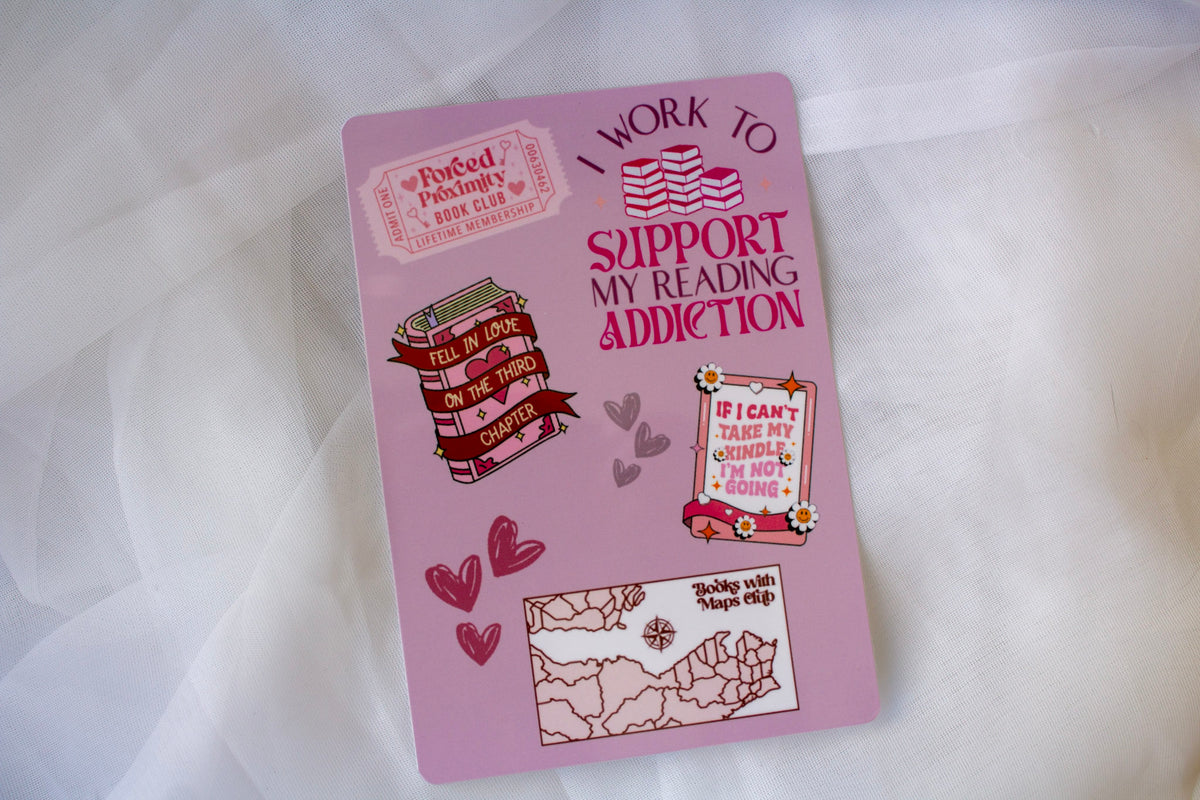 Forced
Proximity
BOOK CLUB
LIFETIME MEMBERSHIP
ADMIT ONE
00630462
I WORK TO
SUPPORT
MY READING
ADDICTION
FELL IN LOVE
ON THE THIRD
CHAPTER
IF I CAN'T
TAKE MY
KINDLE
I'M NOT
GOING
Books with
Maps Club